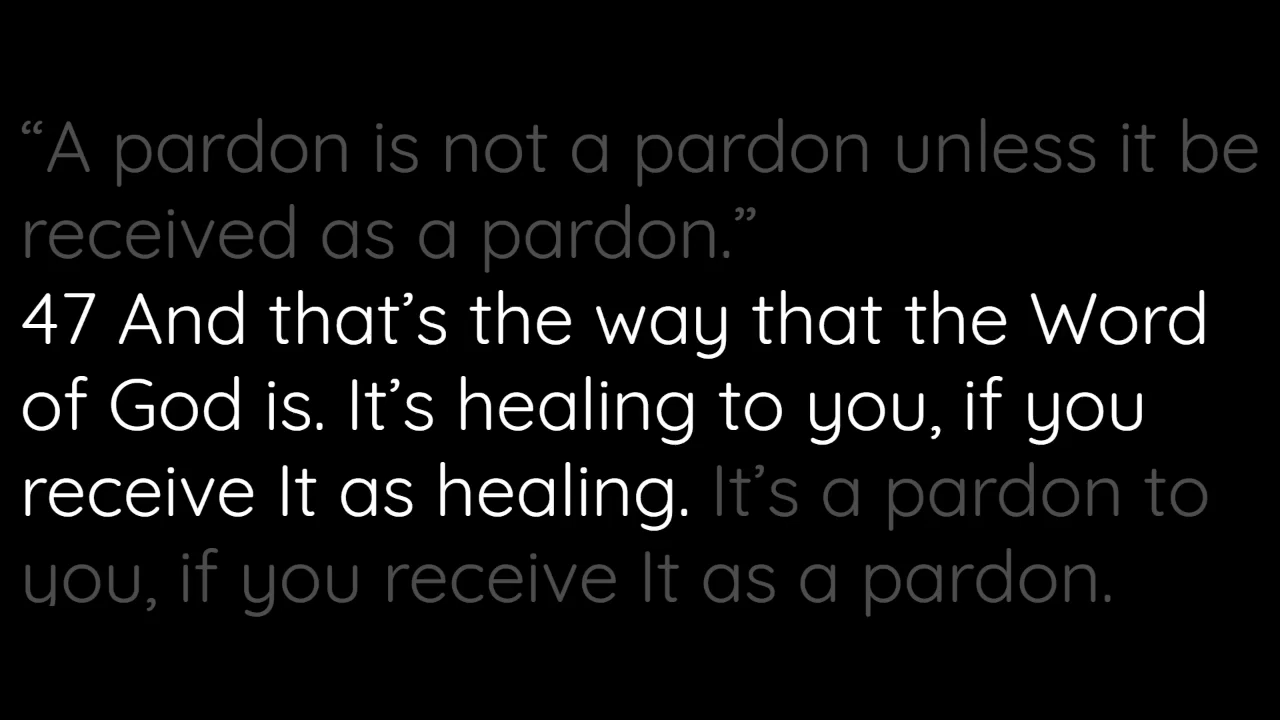 “A pardon is not a pardon unless it be
received as a pardon.”
47 And that’s the way that the Word
of God is. It’s healing to you, if you
receive It as healing. It’s a pardon to
you, if you receive It as a pardon.